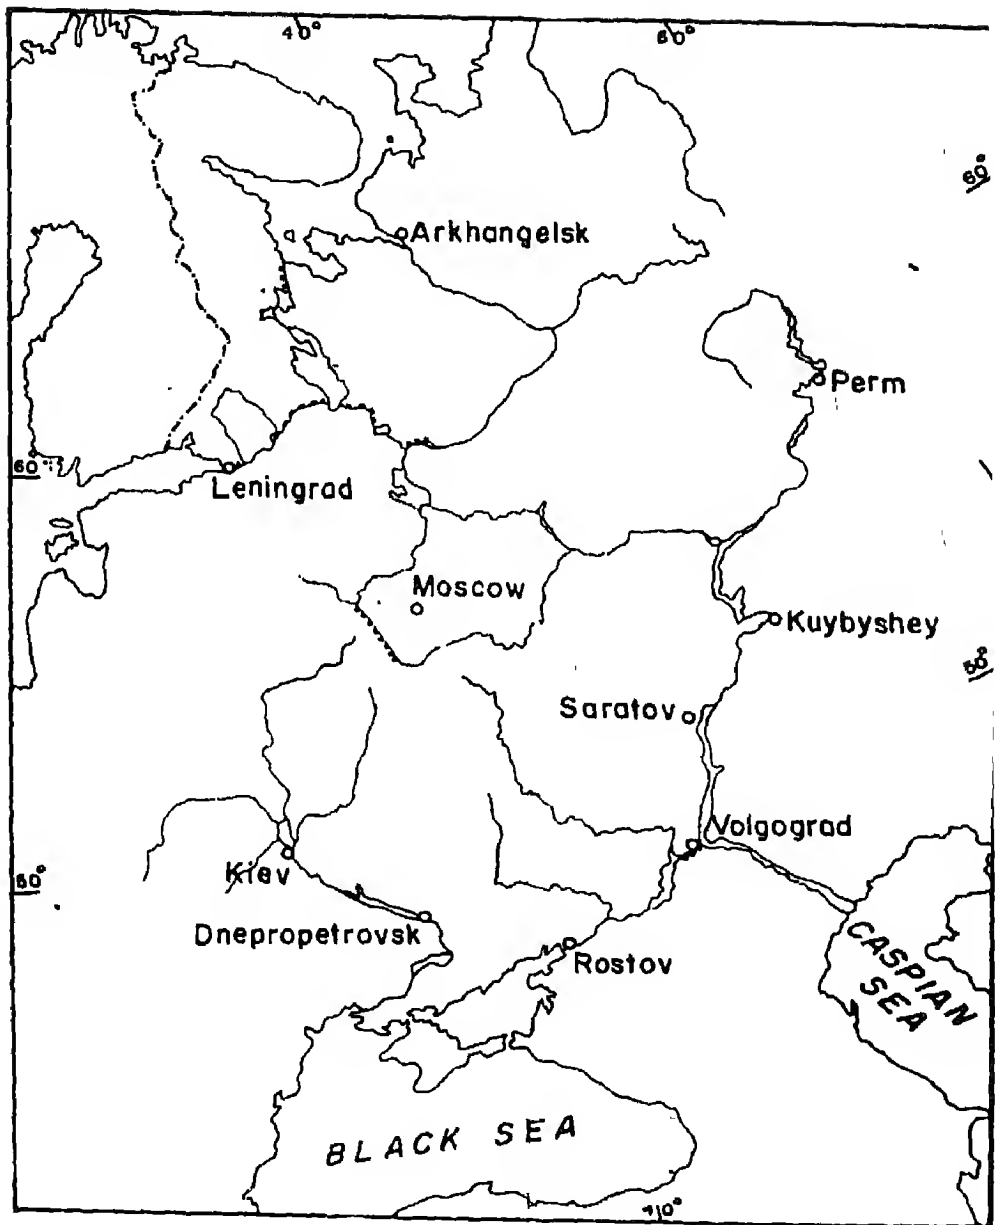 40°
60°
60°
Arkhangelsk
Perm
60°
Leningrad
Moscow
Kuybyshey
50°
Saratov
Volgograd
Kiev
50°
Dnepropetrovsk
Rostov
CASPIAN
SEA
BLACK SEA
40°